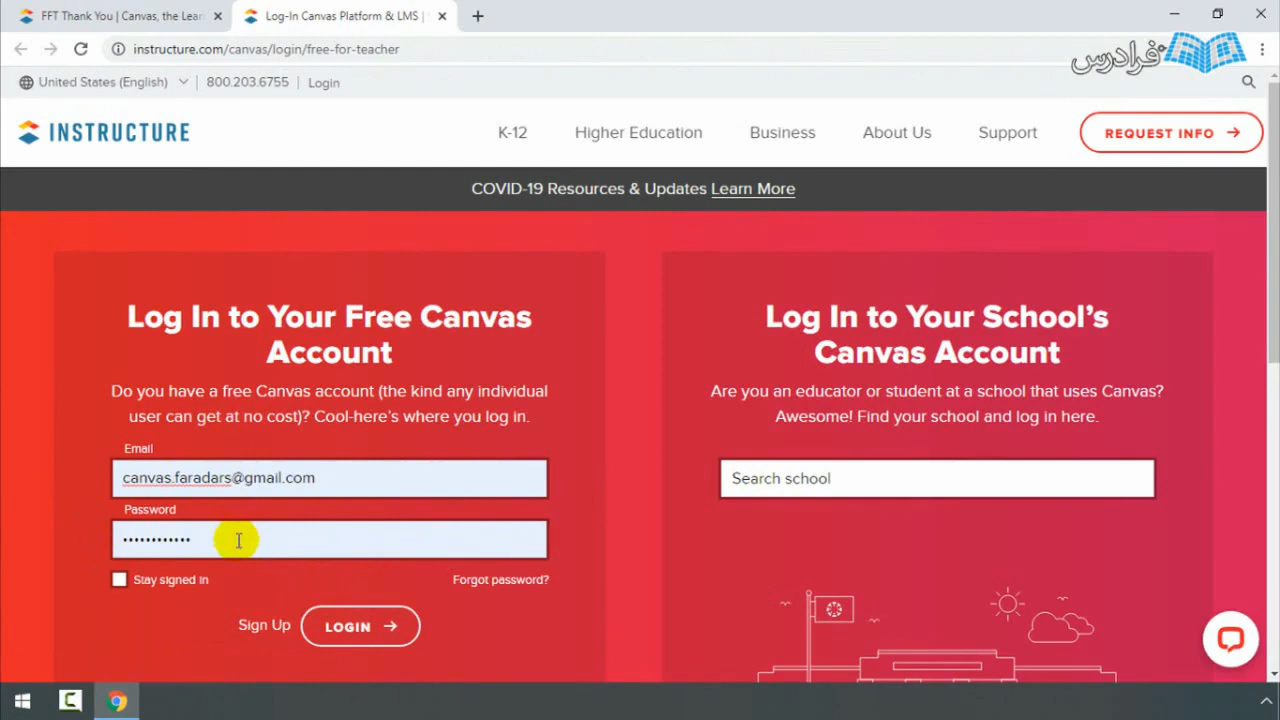 FFT Thank You | Canvas, the Lear
Log-In Canvas Platform & LMS |
instructure.com/canvas/login/free-for-teacher
فرادرس
United States (English)
800.203.6755
Login
INSTRUCTURE
K-12
Higher Education
Business
About Us
Support
REQUEST INFO
COVID-19 Resources & Updates Learn More
Log In to Your Free Canvas
Account
Do you have a free Canvas account (the kind any individual
user can get at no cost)? Cool-here's where you log in.
Email
canvas.faradars@gmail.com
Password
••••••••••••
Stay signed in
Forgot password?
Sign Up
LOGIN
Log In to Your School's
Canvas Account
Are you an educator or student at a school that uses Canvas?
Awesome! Find your school and log in here.
Search school